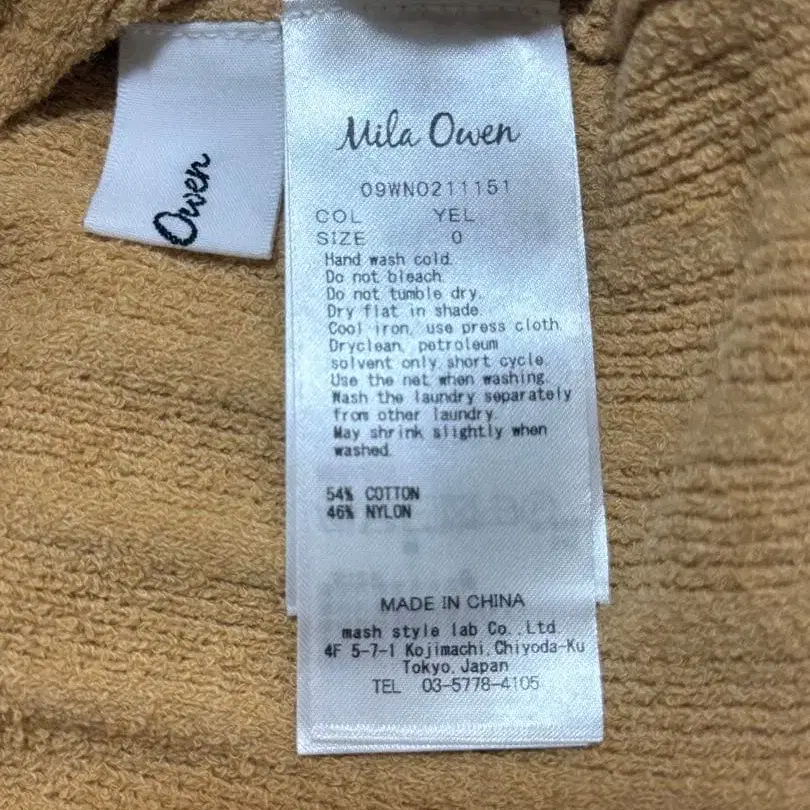 Owen
Mila Owen
09WNO211151
COL YEL
SIZE 0
Hand wash cold.
Do not bleach.
Do not tumble dry.
Dry flat in shade.
Cool iron, use press cloth.
Dryclean, petroleum
solvent only, short cycle.
Use the net when washing.
Wash the laundry separately
from other laundry.
May shrink slightly when
washed.
54% COTTON
46% NYLON
MADE IN CHINA
mash style lab Co.,Ltd
4F 5-7-1 Kojimachi,Chiyoda-Ku
Tokyo,Japan
TEL 03-5778-4105